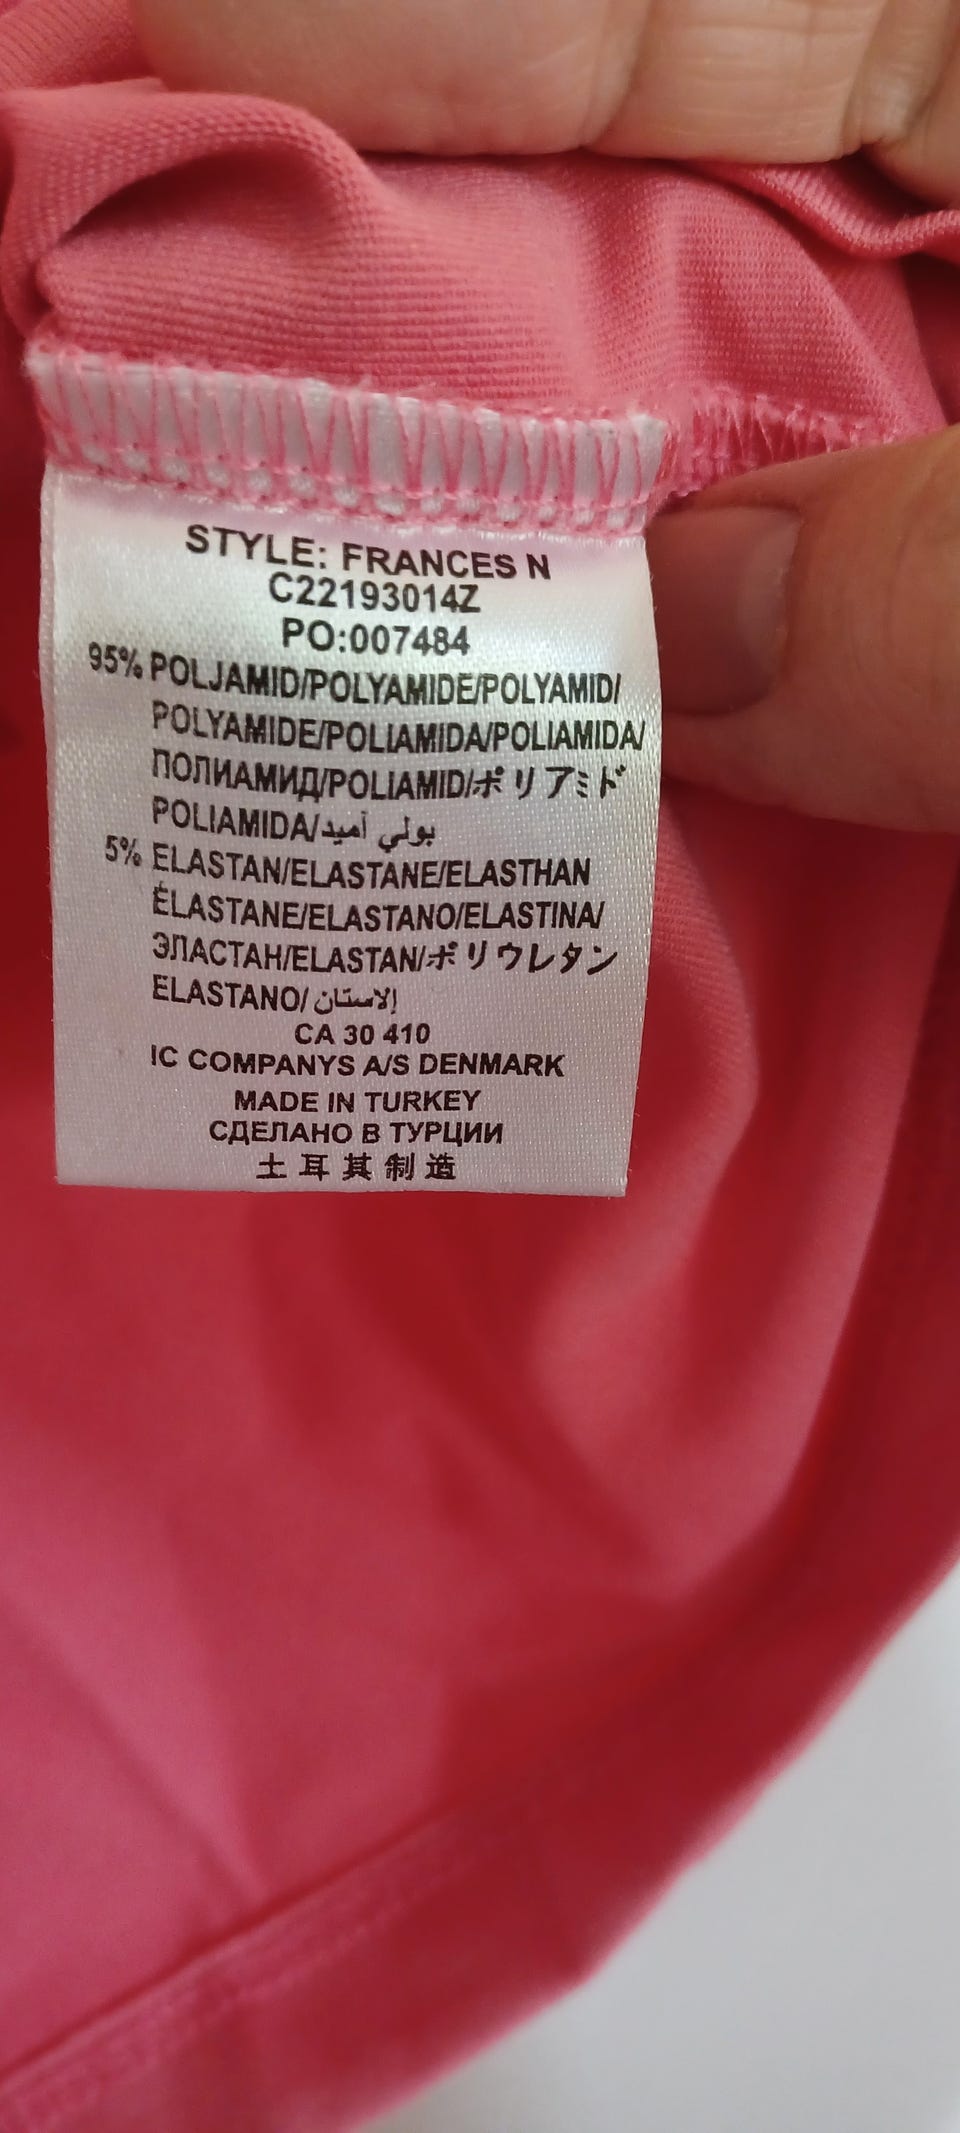 STYLE: FRANCES N
C22193014Z
PO:007484
95% POLJAMID/POLYAMIDE/POLYAMID/
POLYAMIDE/POLIAMIDA/POLIAMIDA/
ПОЛИАМИД/POLIAMID/ポリアミド
POLIAMIDA/بولي آميد
5% ELASTAN/ELASTANE/ELASTHAN
ÉLASTANE/ELASTANO/ELASTINA/
ЭЛАСТАН/ELASTAN/ポリウレタン
ELASTANO/إلاستان
CA 30 410
IC COMPANYS A/S DENMARK
MADE IN TURKEY
СДЕЛАНО В ТУРЦИИ
土耳其制造